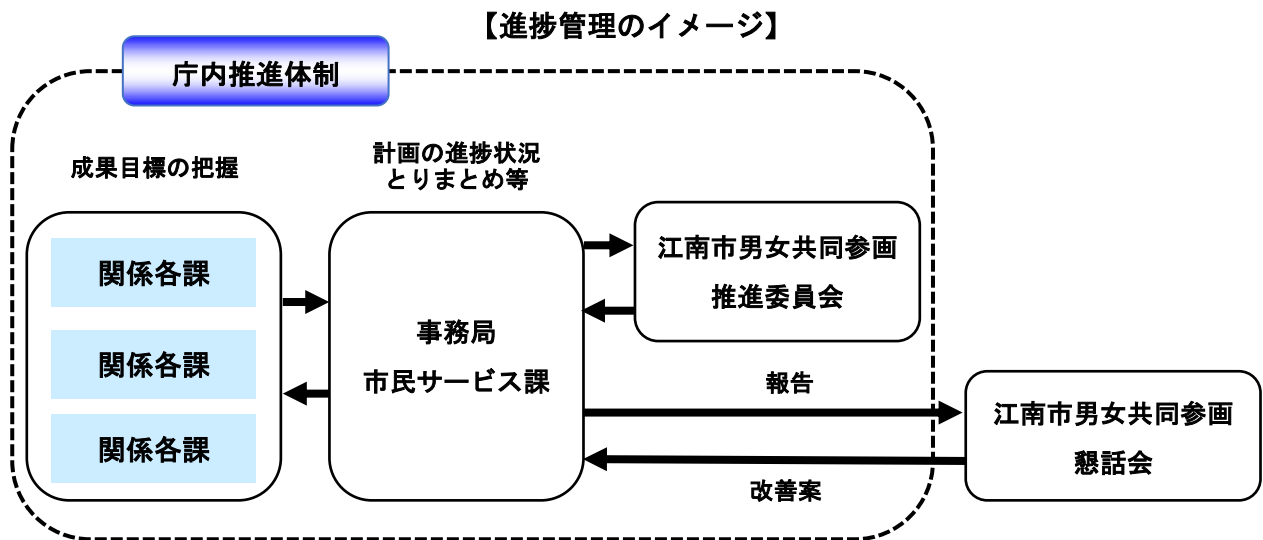 【進捗管理のイメージ】
庁内推進体制
成果目標の把握
計画の進捗状況
とりまとめ等
関係各課
関係各課
関係各課
事務局
市民サービス課
江南市男女共同参画
推進委員会
報告
改善案
江南市男女共同参画
懇話会